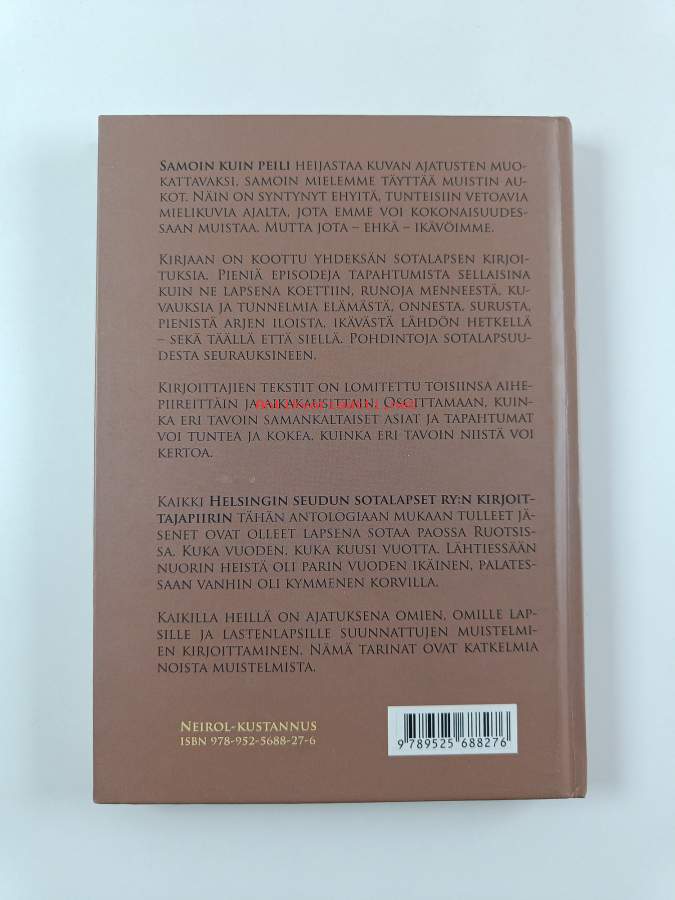 Samoin kuin peili heijastaa kuvan ajatusten muo-
kattavaksi, samoin mielemme täyttää muistin au-
kot. Näin on syntynyt ehyitä, tunteisiin vetoavia
mielikuvia ajalta, jota emme voi kokonaisuudes-
saan muistaa. Mutta jota – ehkä – ikävöimme.
Kirjaan on koottu yhdeksän sotalapsen kirjoi-
tuksia. Pieniä episodeja tapahtumista sellaisina
kuin ne lapsena koettiin, runoja menneestä, ku-
vauksia ja tunnelmia elämästä, onnesta, surusta,
pienistä arjen iloista, ikävästä lähdön hetkellä
– sekä täällä että siellä. Pohdintoja sotalapsuu-
desta seurauksineen.
Kirjoittajien tekstit on lomitettu toisiinsa aihe-
piireittäin ja aikakausittain. Osoittamaan, kuin-
ka eri tavoin samankaltaiset asiat ja tapahtumat
voi tuntea ja kokea, kuinka eri tavoin niistä voi
kertoa.
Kaikki Helsingin seudun sotalapset ry:n kirjoit-
tajapiirin tähän antologiaan mukaan tulleet jä-
senet ovat olleet lapsena sotaa paossa Ruotsis-
sa. Kuka vuoden, kuka kuusi vuotta. Lähtiessään
nuorin heistä oli parin vuoden ikäinen, palates-
saan vanhin oli kymmenen korvilla.
Kaikilla heillä on ajatuksena omien, omille lap-
sille ja lastenlapsille suunnattujen muistelmi-
en kirjoittaminen. Nämä tarinat ovat katkelmia
noista muistelmista.
Neirol-kustannus
ISBN 978-952-5688-27-6
9 789525 688276